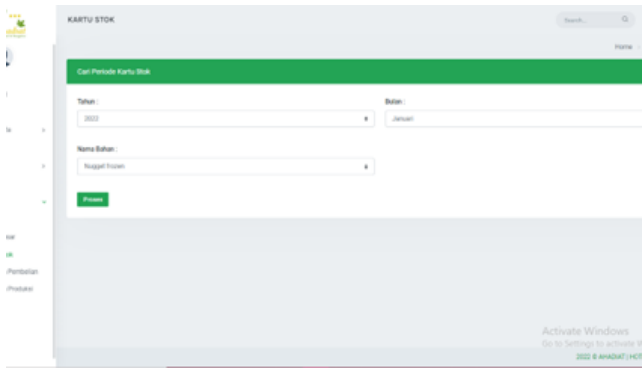 KARTU STOK
Search..
Home
Cari Periode Kartu Stok
Tahun :
Bulan :
2022
Januari
Nama Bahan :
Nugget frozen
Proses
/Pembelian
/Produksi
Activate Windows
Go to Settings to activate W
2022 © AHADIAT | HOT